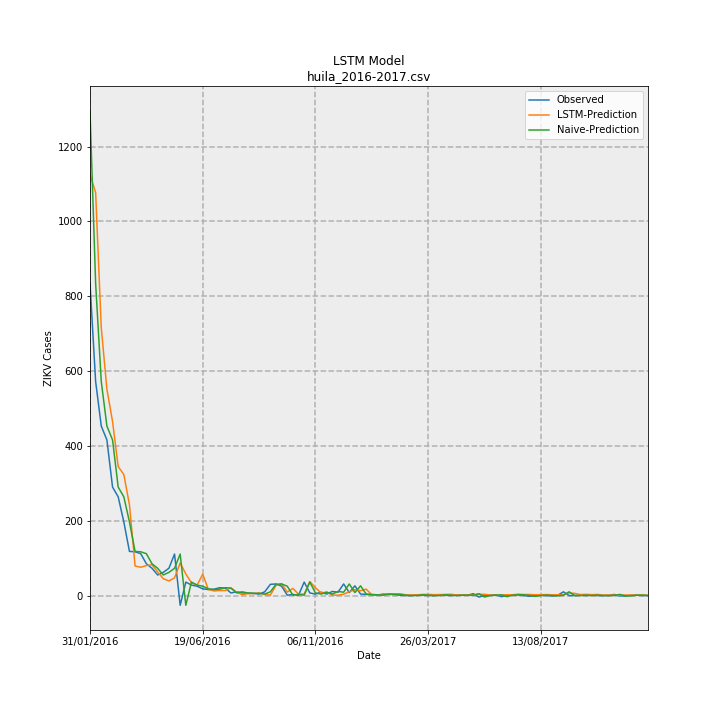 LSTM Model
huila_2016-2017.csv
Observed
LSTM-Prediction
Naive-Prediction
1200
1000
800
600
400
200
0
ZIKV Cases
31/01/2016
19/06/2016
06/11/2016
26/03/2017
13/08/2017
Date